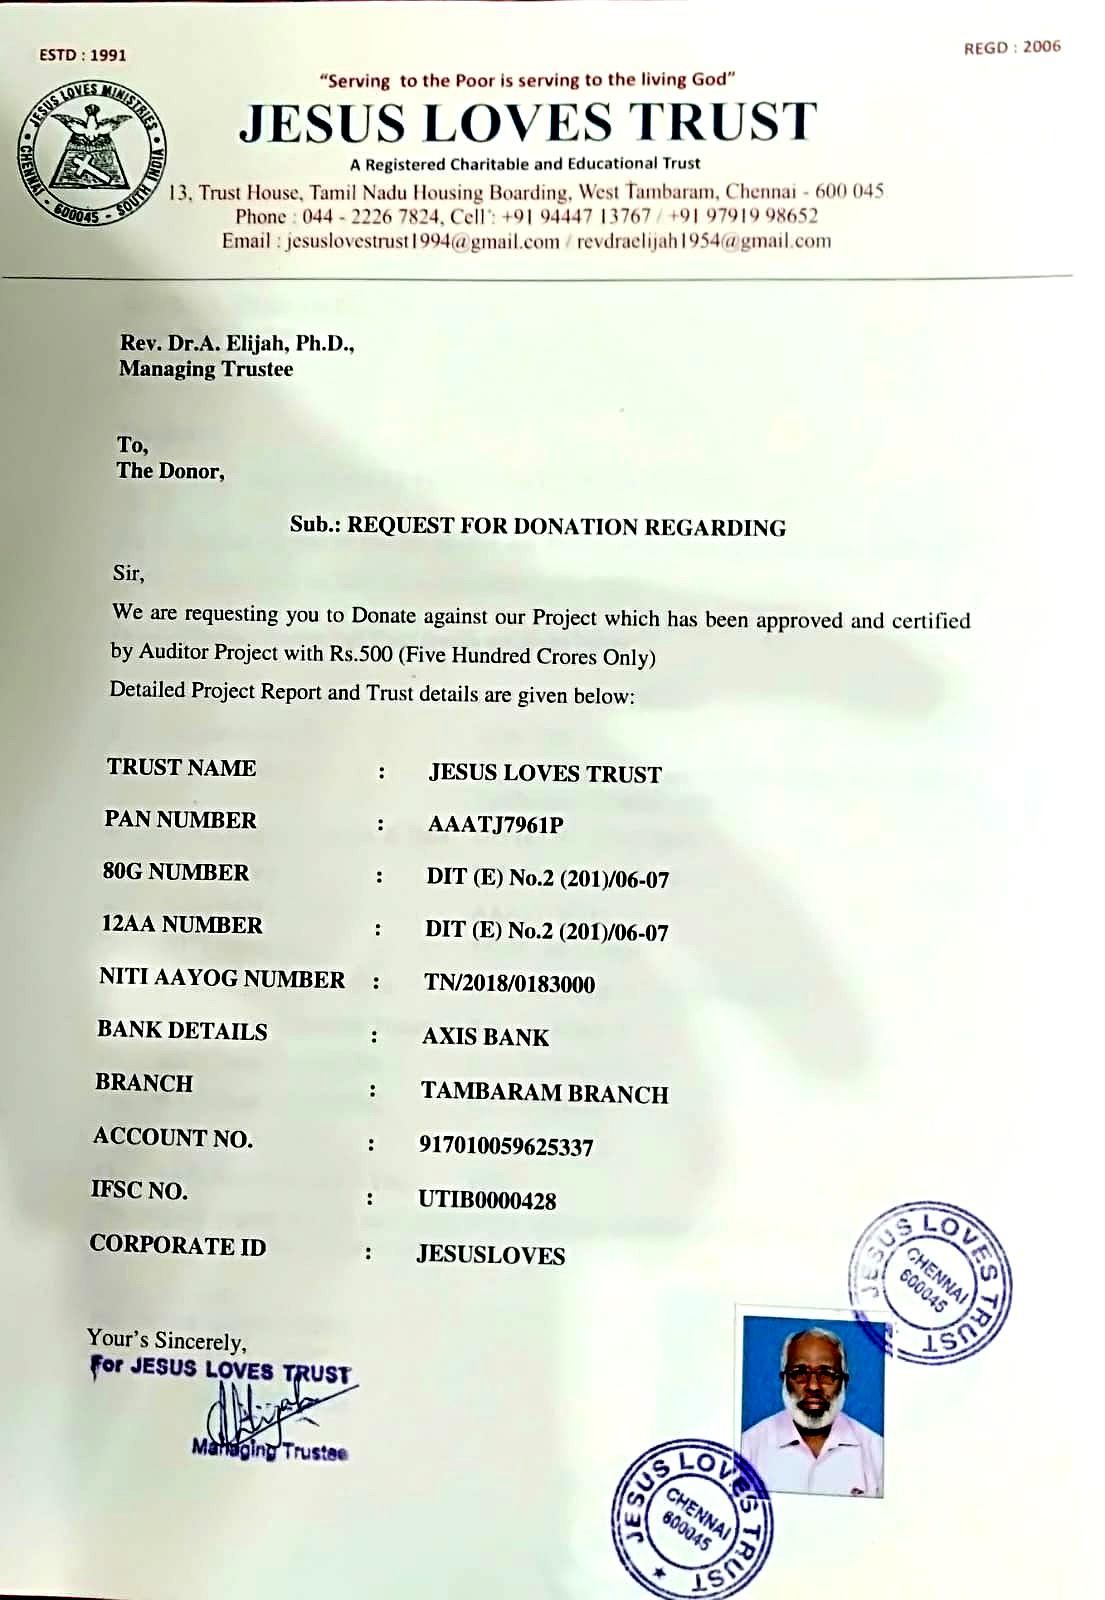 ESTD : 1991
REGD : 2006
“Serving to the Poor is serving to the living God”
JESUS LOVES TRUST
A Registered Charitable and Educational Trust
13, Trust House, Tamil Nadu Housing Boarding, West Tambaram, Chennai - 600 045
Phone : 044 - 2226 7824, Cell : +91 94447 13767 / +91 97919 98652
Email : jesuslovestrust1994@gmail.com / revdraelijah1954@gmail.com
JESUS LOVES MINISTRIES
CHENNAI - 600045 - SOUTH INDIA
Rev. Dr.A. Elijah, Ph.D.,
Managing Trustee
To,
The Donor,
Sub.: REQUEST FOR DONATION REGARDING
Sir,
We are requesting you to Donate against our Project which has been approved and certified
by Auditor Project with Rs.500 (Five Hundred Crores Only)
Detailed Project Report and Trust details are given below:
TRUST NAME : JESUS LOVES TRUST
PAN NUMBER : AAATJ7961P
80G NUMBER : DIT (E) No.2 (201)/06-07
12AA NUMBER : DIT (E) No.2 (201)/06-07
NITI AAYOG NUMBER : TN/2018/0183000
BANK DETAILS : AXIS BANK
BRANCH : TAMBARAM BRANCH
ACCOUNT NO. : 917010059625337
IFSC NO. : UTIB0000428
CORPORATE ID : JESUSLOVES
Your's Sincerely,
For JESUS LOVES TRUST
Managing Trustee
JESUS LOVES TRUST
CHENNAI
600045
JESUS LOVES TRUST
CHENNAI
600045